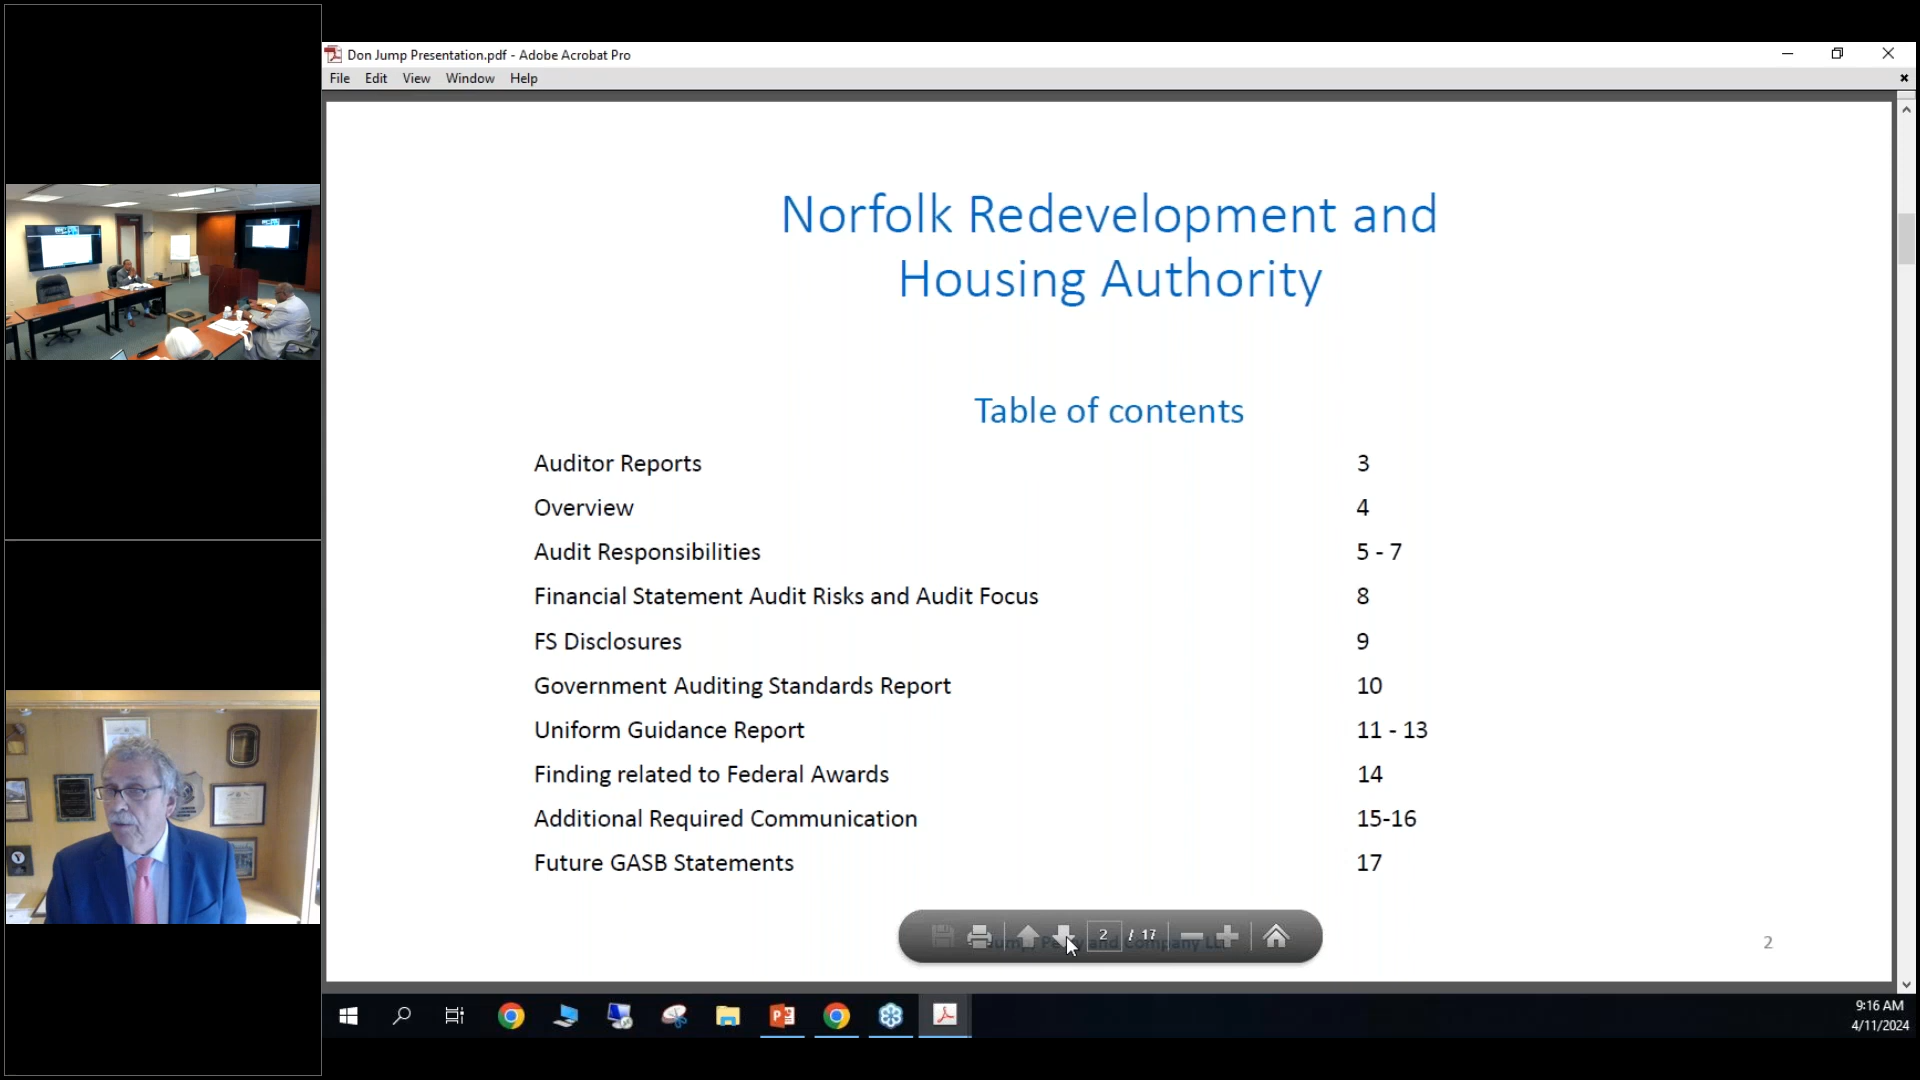 Don Jump Presentation.pdf - Adobe Acrobat Pro
File Edit View Window Help
Norfolk Redevelopment and
Housing Authority
Table of contents
Auditor Reports 3
Overview 4
Audit Responsibilities 5 - 7
Financial Statement Audit Risks and Audit Focus 8
FS Disclosures 9
Government Auditing Standards Report 10
Uniform Guidance Report 11 - 13
Finding related to Federal Awards 14
Additional Required Communication 15-16
Future GASB Statements 17
2 / 17
2
9:16 AM
4/11/2024